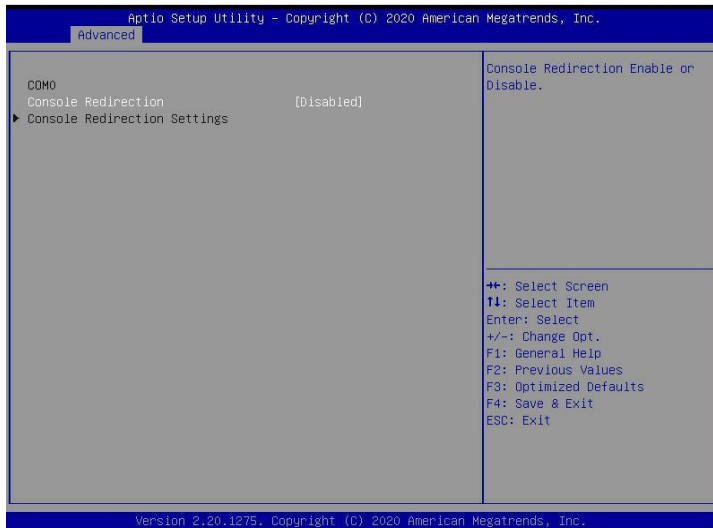 Aptio Setup Utility – Copyright (C) 2020 American Megatrends, Inc.
Advanced
COM0
Console Redirection [Disabled]
▶ Console Redirection Settings
Console Redirection Enable or
Disable.
→←: Select Screen
↑↓: Select Item
Enter: Select
+/-: Change Opt.
F1: General Help
F2: Previous Values
F3: Optimized Defaults
F4: Save & Exit
ESC: Exit
Version 2.20.1275. Copyright (C) 2020 American Megatrends, Inc.